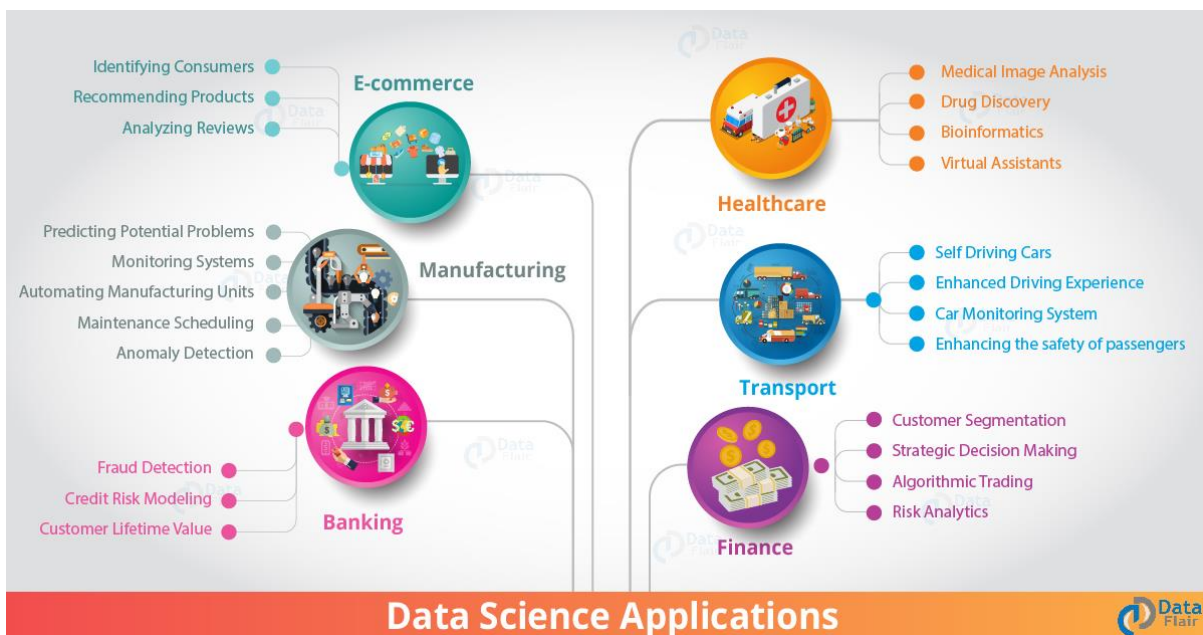 E-commerce
Identifying Consumers
Recommending Products
Analyzing Reviews
Manufacturing
Predicting Potential Problems
Monitoring Systems
Automating Manufacturing Units
Maintenance Scheduling
Anomaly Detection
Banking
Fraud Detection
Credit Risk Modeling
Customer Lifetime Value
Healthcare
Medical Image Analysis
Drug Discovery
Bioinformatics
Virtual Assistants
Transport
Self Driving Cars
Enhanced Driving Experience
Car Monitoring System
Enhancing the safety of passengers
Finance
Customer Segmentation
Strategic Decision Making
Algorithmic Trading
Risk Analytics
Data Science Applications
Data
Flair